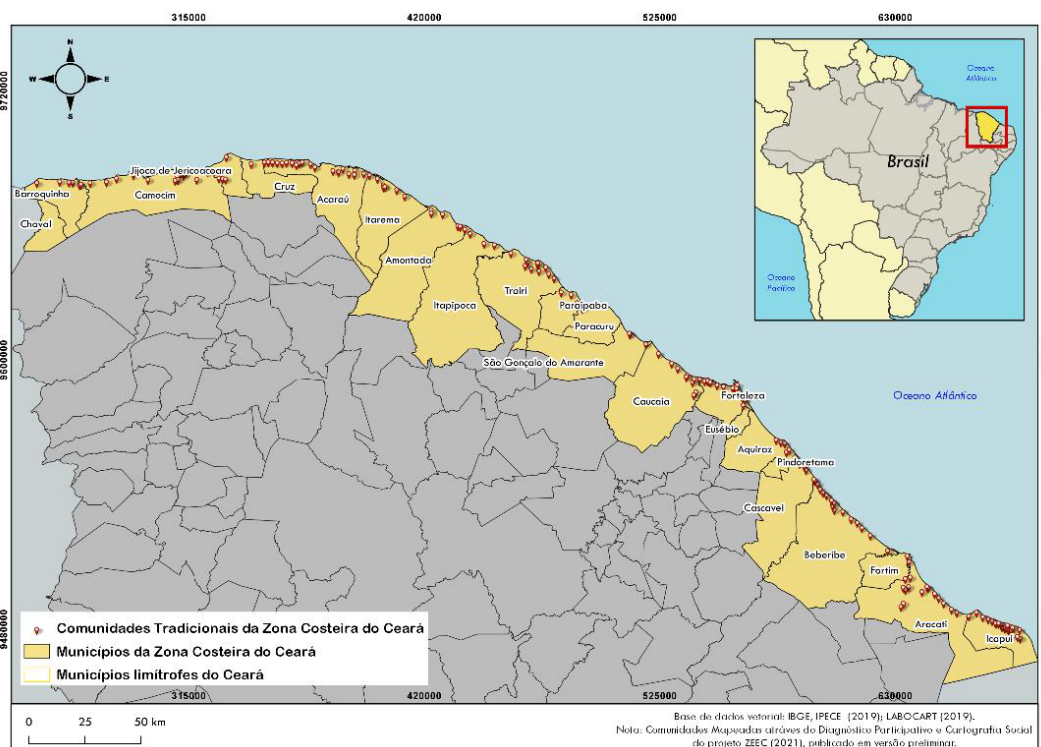 315000 420000 525000 630000
N
W E
S
9720000
9600000
9480000
Oceano
Atlântico
Brasil
Oceano
Pacífico
Jijoca de Jericoacoara
Barroquinha
Camocim
Cruz
Chaval
Acaraú
Itarema
Amontada
Itapipoca
Trairi
Paraipaba
Paracuru
São Gonçalo do Amarante
Caucaia
Fortaleza
Oceano Atlântico
Eusébio
Aquiraz
Pindoretama
Cascavel
Beberibe
Fortim
Aracati
Icapuí
Comunidades Tradicionais da Zona Costeira do Ceará
Municípios da Zona Costeira do Ceará
Municípios limítrofes do Ceará
315000 420000 525000 630000
0 25 50 km
Base de dados vetorial: IBGE, IPECE (2019); LABOCART (2019).
Nota: Comunidades Mapeadas atráves do Diagnóstico Participativo e Cartografia Social
do projeto ZEEC (2021), publicado em versão preliminar.